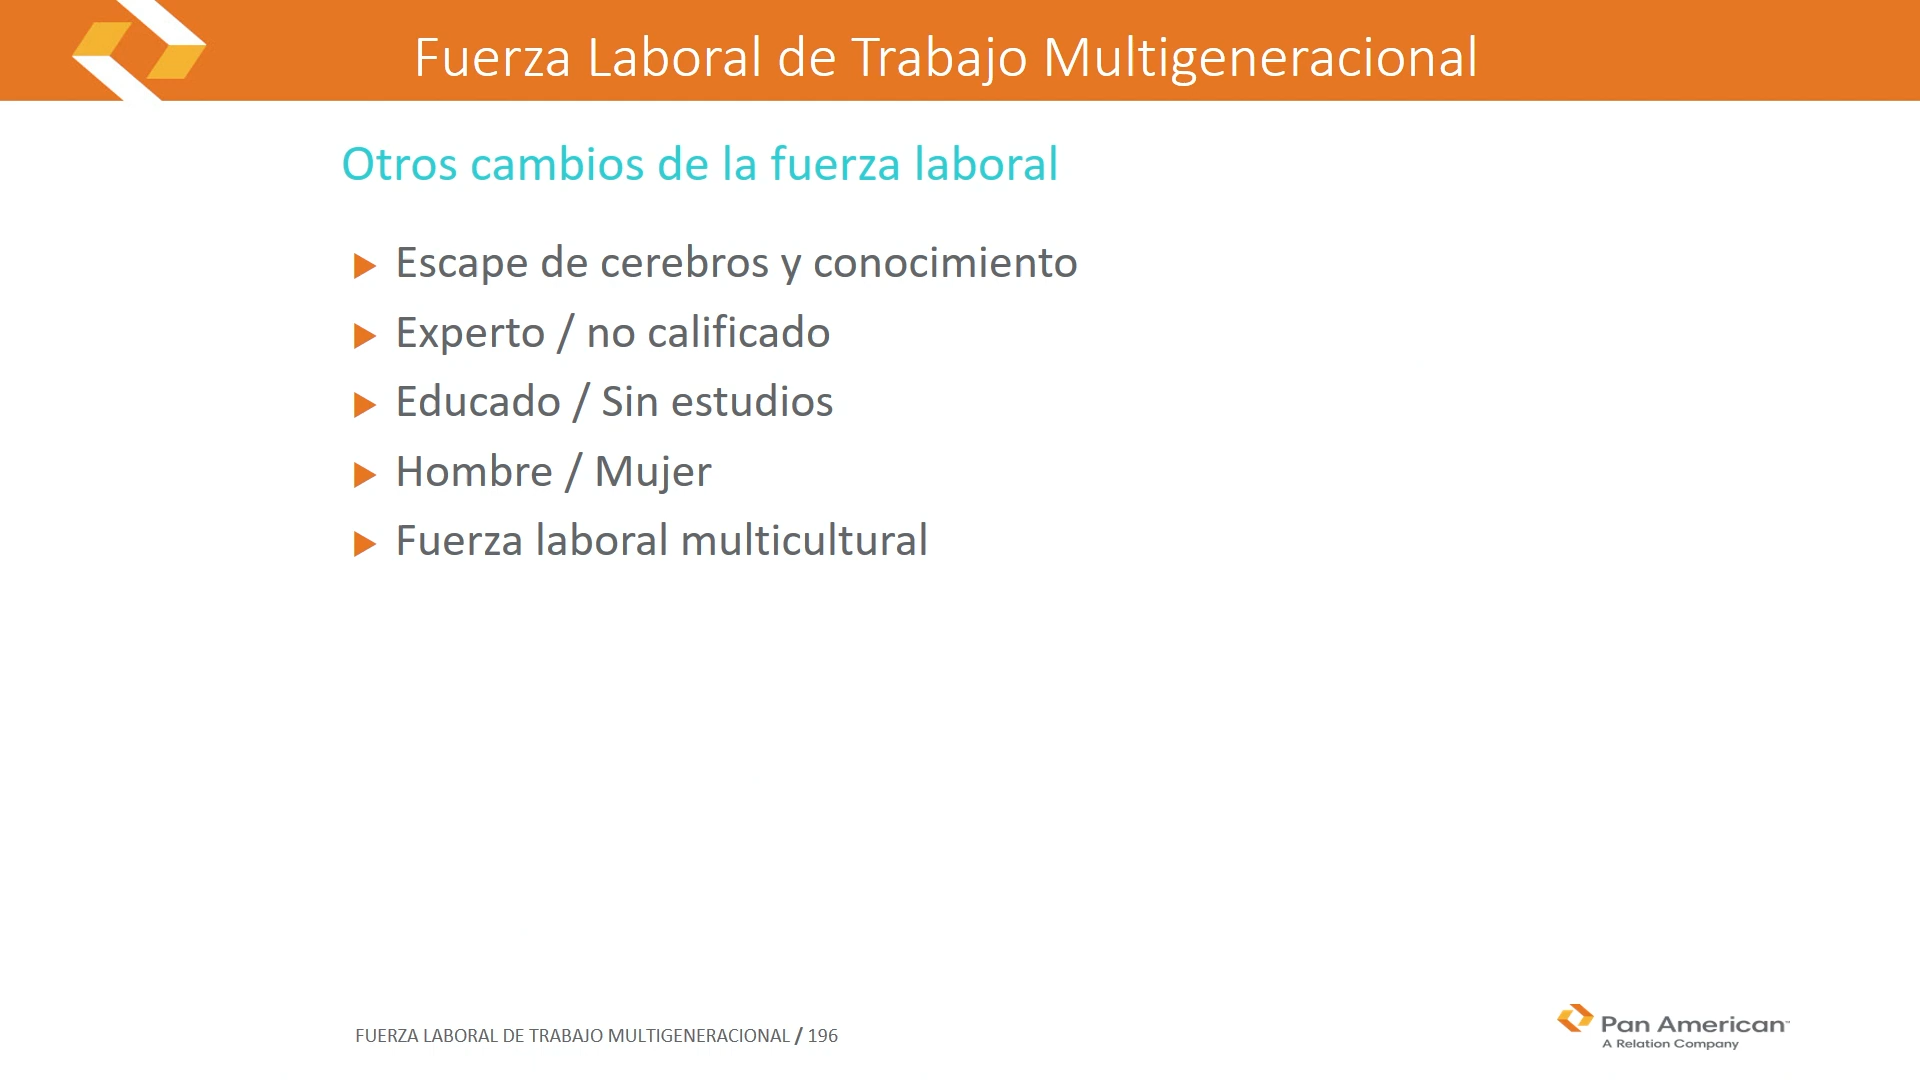 Fuerza Laboral de Trabajo Multigeneracional
Otros cambios de la fuerza laboral
Escape de cerebros y conocimiento
Experto / no calificado
Educado / Sin estudios
Hombre / Mujer
Fuerza laboral multicultural
FUERZA LABORAL DE TRABAJO MULTIGENERACIONAL / 196
Pan American™
A Relation Company